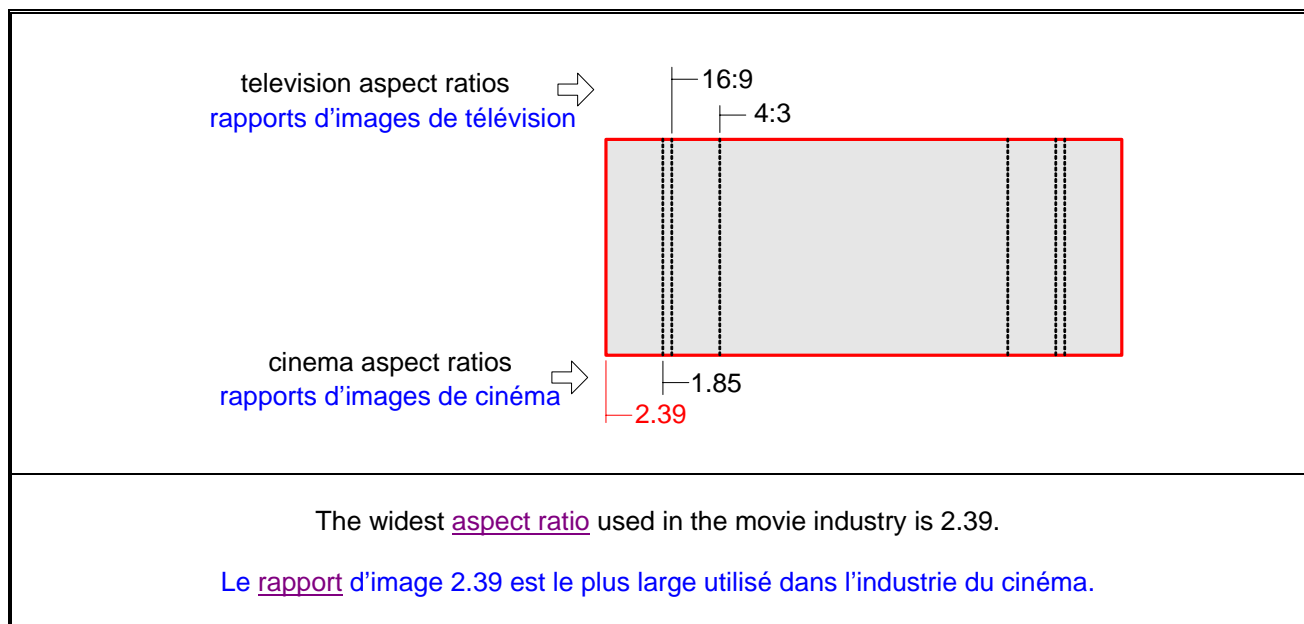 television aspect ratios
rapports d’images de télévision
16:9
4:3
cinema aspect ratios
rapports d’images de cinéma
1.85
2.39
The widest aspect ratio used in the movie industry is 2.39.
Le rapport d’image 2.39 est le plus large utilisé dans l’industrie du cinéma.